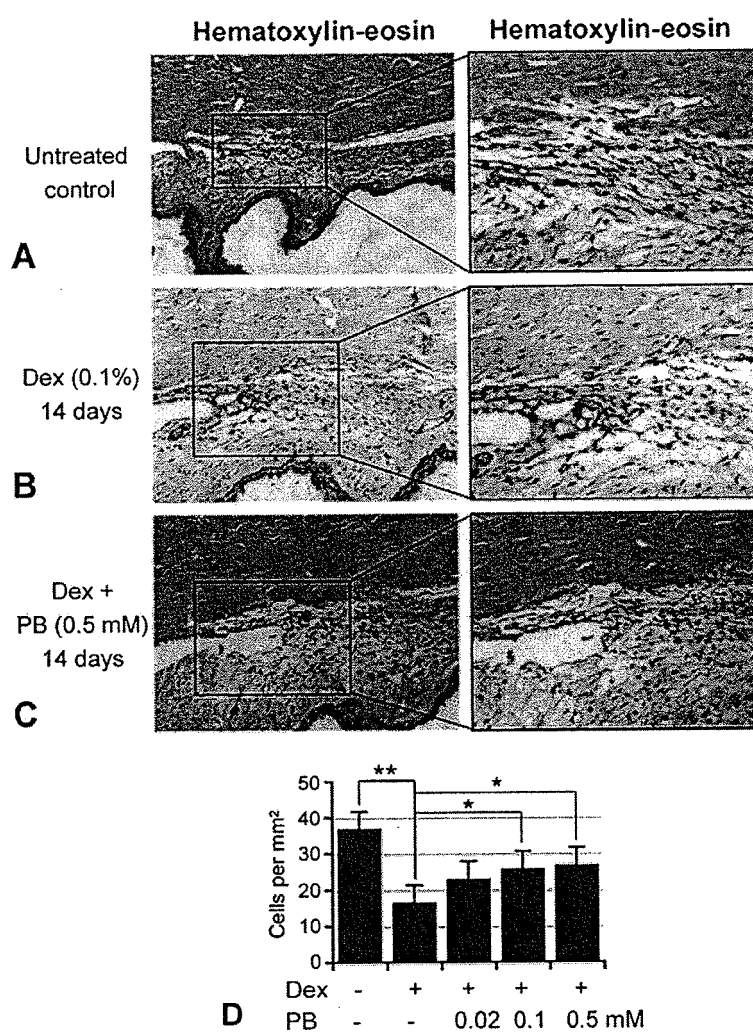 Hematoxylin-eosin Hematoxylin-eosin
Untreated
control
A
Dex (0.1%)
14 days
B
Dex +
PB (0.5 mM)
14 days
C
50
40
30
20
10
0
Cells per mm²
**
*
*
Dex - + + + +
PB - - 0.02 0.1 0.5 mM
D